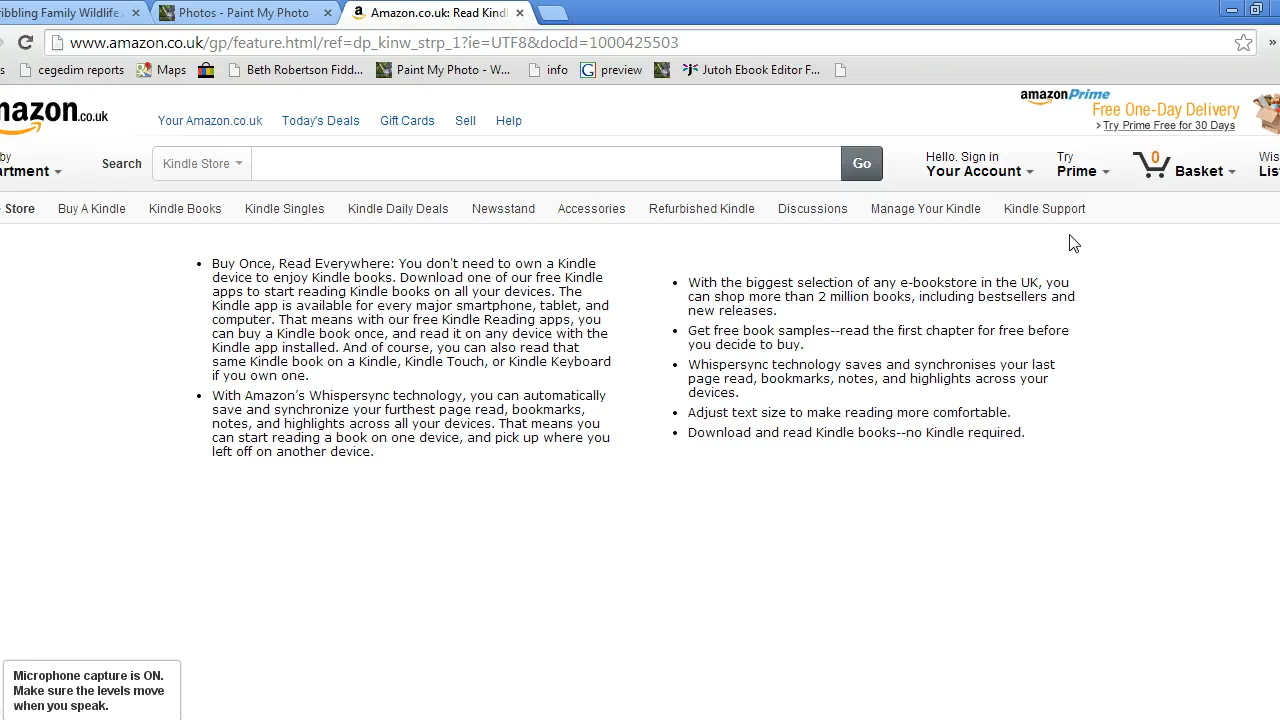 ribbling Family Wildlife
Photos - Paint My Photo
Amazon.co.uk: Read Kindl
www.amazon.co.uk/gp/feature.html/ref=dp_kinw_strp_1?ie=UTF8&docId=1000425503
s cegedim reports Maps Beth Robertson Fidd... Paint My Photo - W... info preview Jutoh Ebook Editor F...
mazon.co.uk
Your Amazon.co.uk Today's Deals Gift Cards Sell Help
amazonPrime
Free One-Day Delivery
› Try Prime Free for 30 Days
by
artment
Search Kindle Store Go
Hello. Sign in
Your Account
Try
Prime
0 Basket
Wis
List
Store Buy A Kindle Kindle Books Kindle Singles Kindle Daily Deals Newsstand Accessories Refurbished Kindle Discussions Manage Your Kindle Kindle Support
• Buy Once, Read Everywhere: You don't need to own a Kindle
device to enjoy Kindle books. Download one of our free Kindle
apps to start reading Kindle books on all your devices. The
Kindle app is available for every major smartphone, tablet, and
computer. That means with our free Kindle Reading apps, you
can buy a Kindle book once, and read it on any device with the
Kindle app installed. And of course, you can also read that
same Kindle book on a Kindle, Kindle Touch, or Kindle Keyboard
if you own one.
• With Amazon's Whispersync technology, you can automatically
save and synchronize your furthest page read, bookmarks,
notes, and highlights across all your devices. That means you
can start reading a book on one device, and pick up where you
left off on another device.
• With the biggest selection of any e-bookstore in the UK, you
can shop more than 2 million books, including bestsellers and
new releases.
• Get free book samples--read the first chapter for free before
you decide to buy.
• Whispersync technology saves and synchronises your last
page read, bookmarks, notes, and highlights across your
devices.
• Adjust text size to make reading more comfortable.
• Download and read Kindle books--no Kindle required.
Microphone capture is ON.
Make sure the levels move
when you speak.